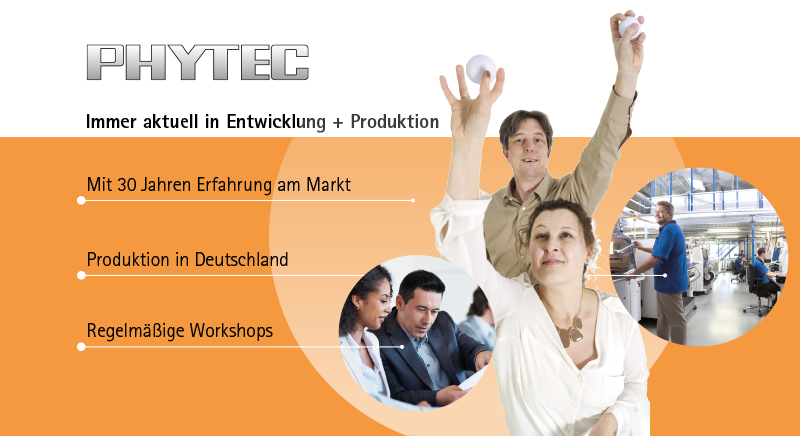 PHYTEC
Immer aktuell in Entwicklung + Produktion
Mit 30 Jahren Erfahrung am Markt
Produktion in Deutschland
Regelmäßige Workshops